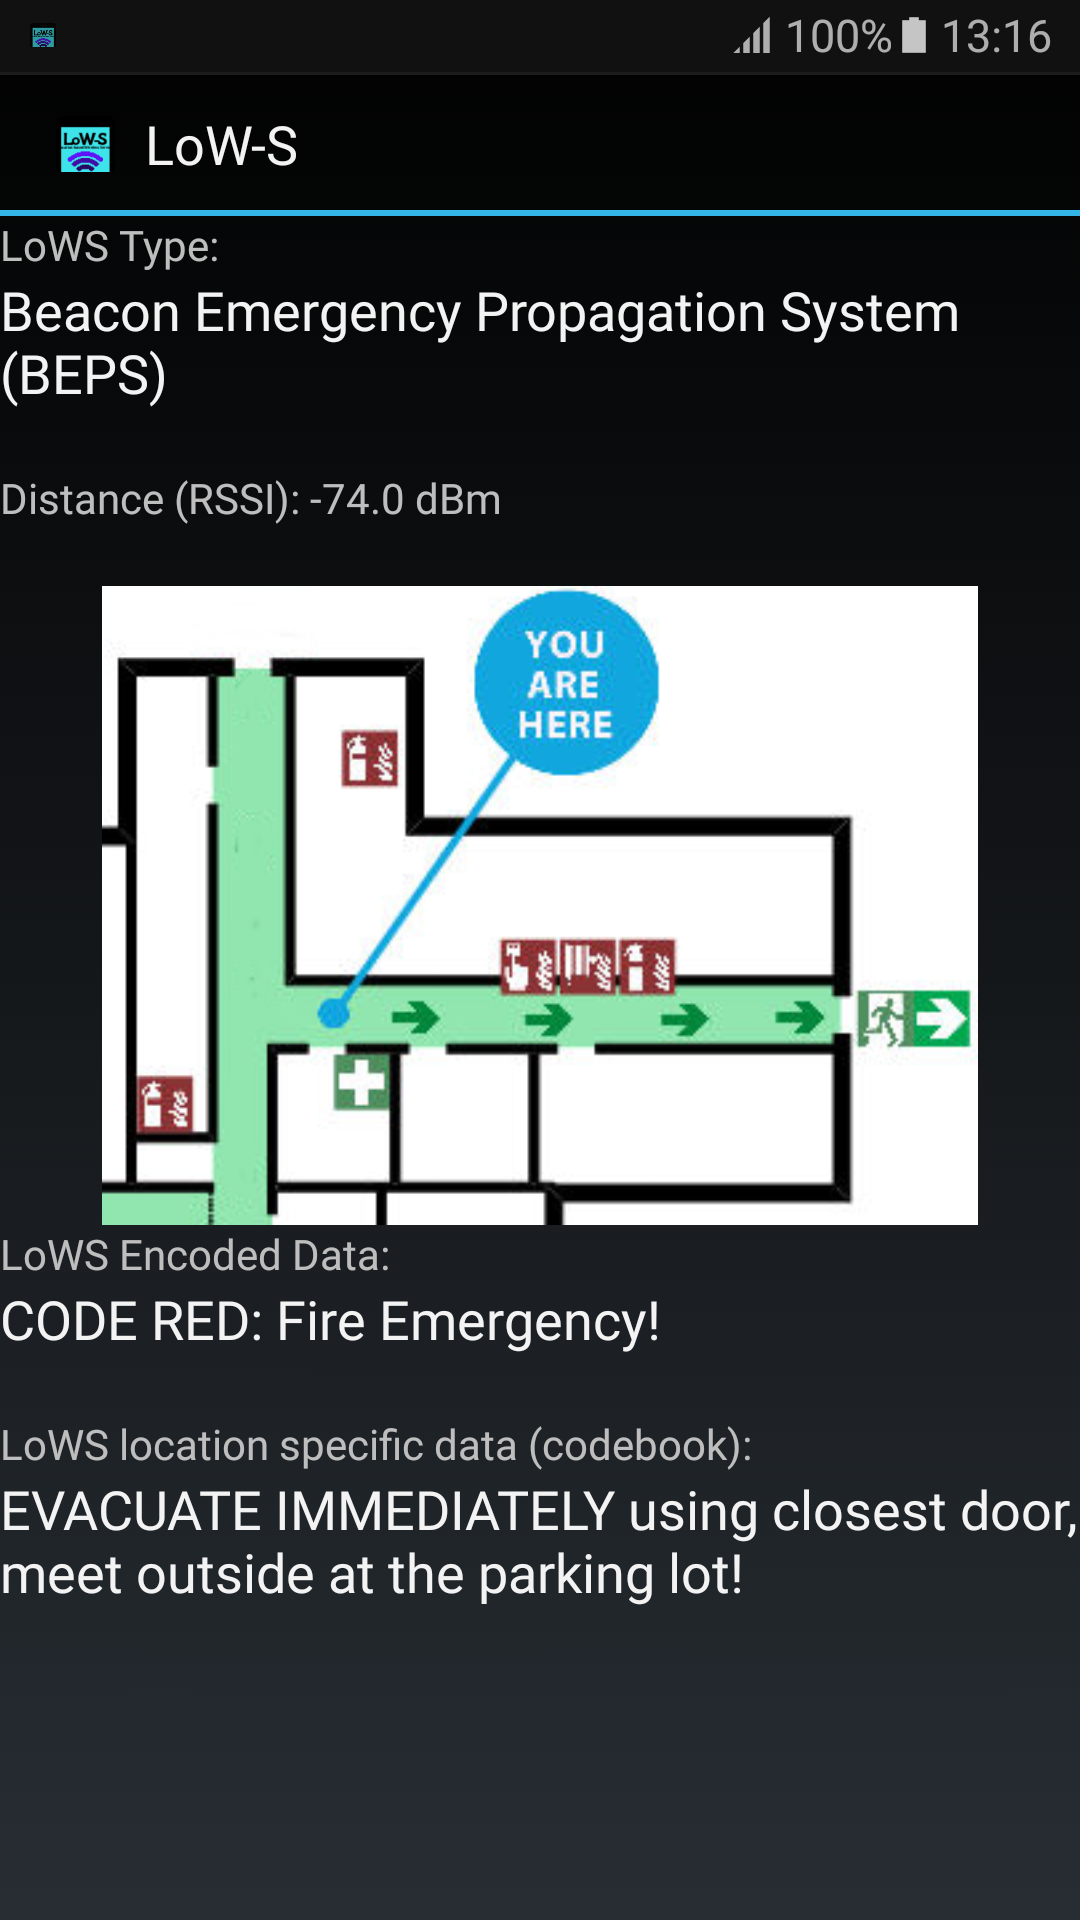 LoW-S
100% 13:16
LoW-S
LoW-S
LoWS Type:
Beacon Emergency Propagation System
(BEPS)
Distance (RSSI): -74.0 dBm
YOU
ARE
HERE
LoWS Encoded Data:
CODE RED: Fire Emergency!
LoWS location specific data (codebook):
EVACUATE IMMEDIATELY using closest door,
meet outside at the parking lot!